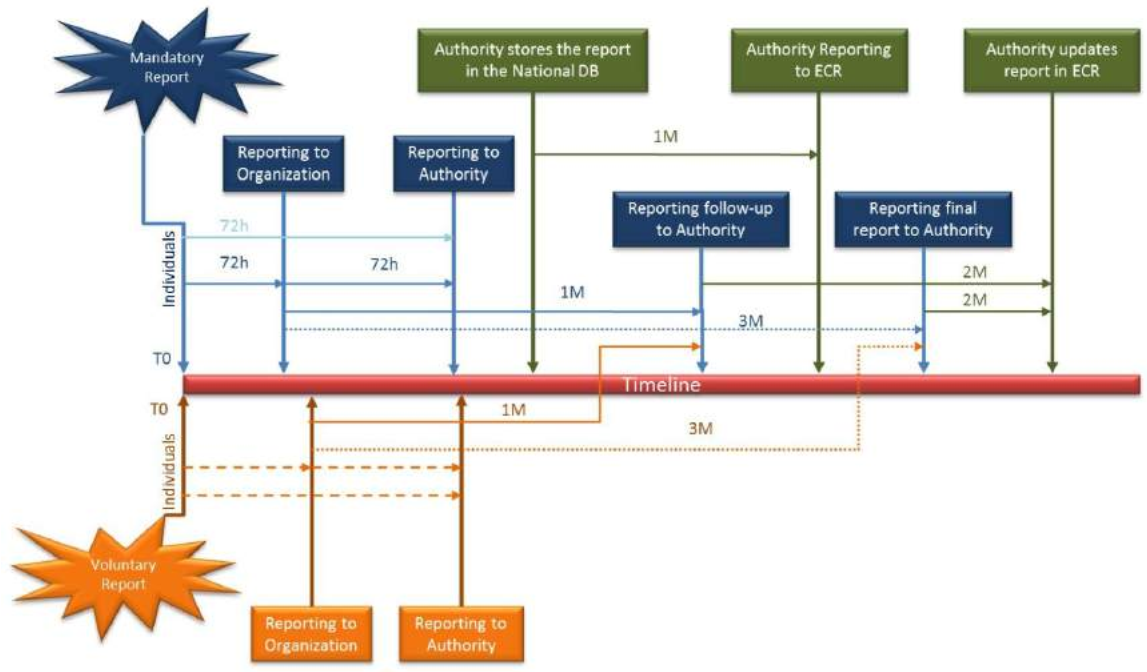 Mandatory
Report
Authority stores the report
in the National DB
Authority Reporting
to ECR
Authority updates
report in ECR
1M
Reporting to
Organization
Reporting to
Authority
Reporting follow-up
to Authority
Reporting final
report to Authority
Individuals
72h
72h
72h
2M
1M
2M
3M
T0
Timeline
T0
1M
3M
Individuals
Voluntary
Report
Reporting to
Organization
Reporting to
Authority